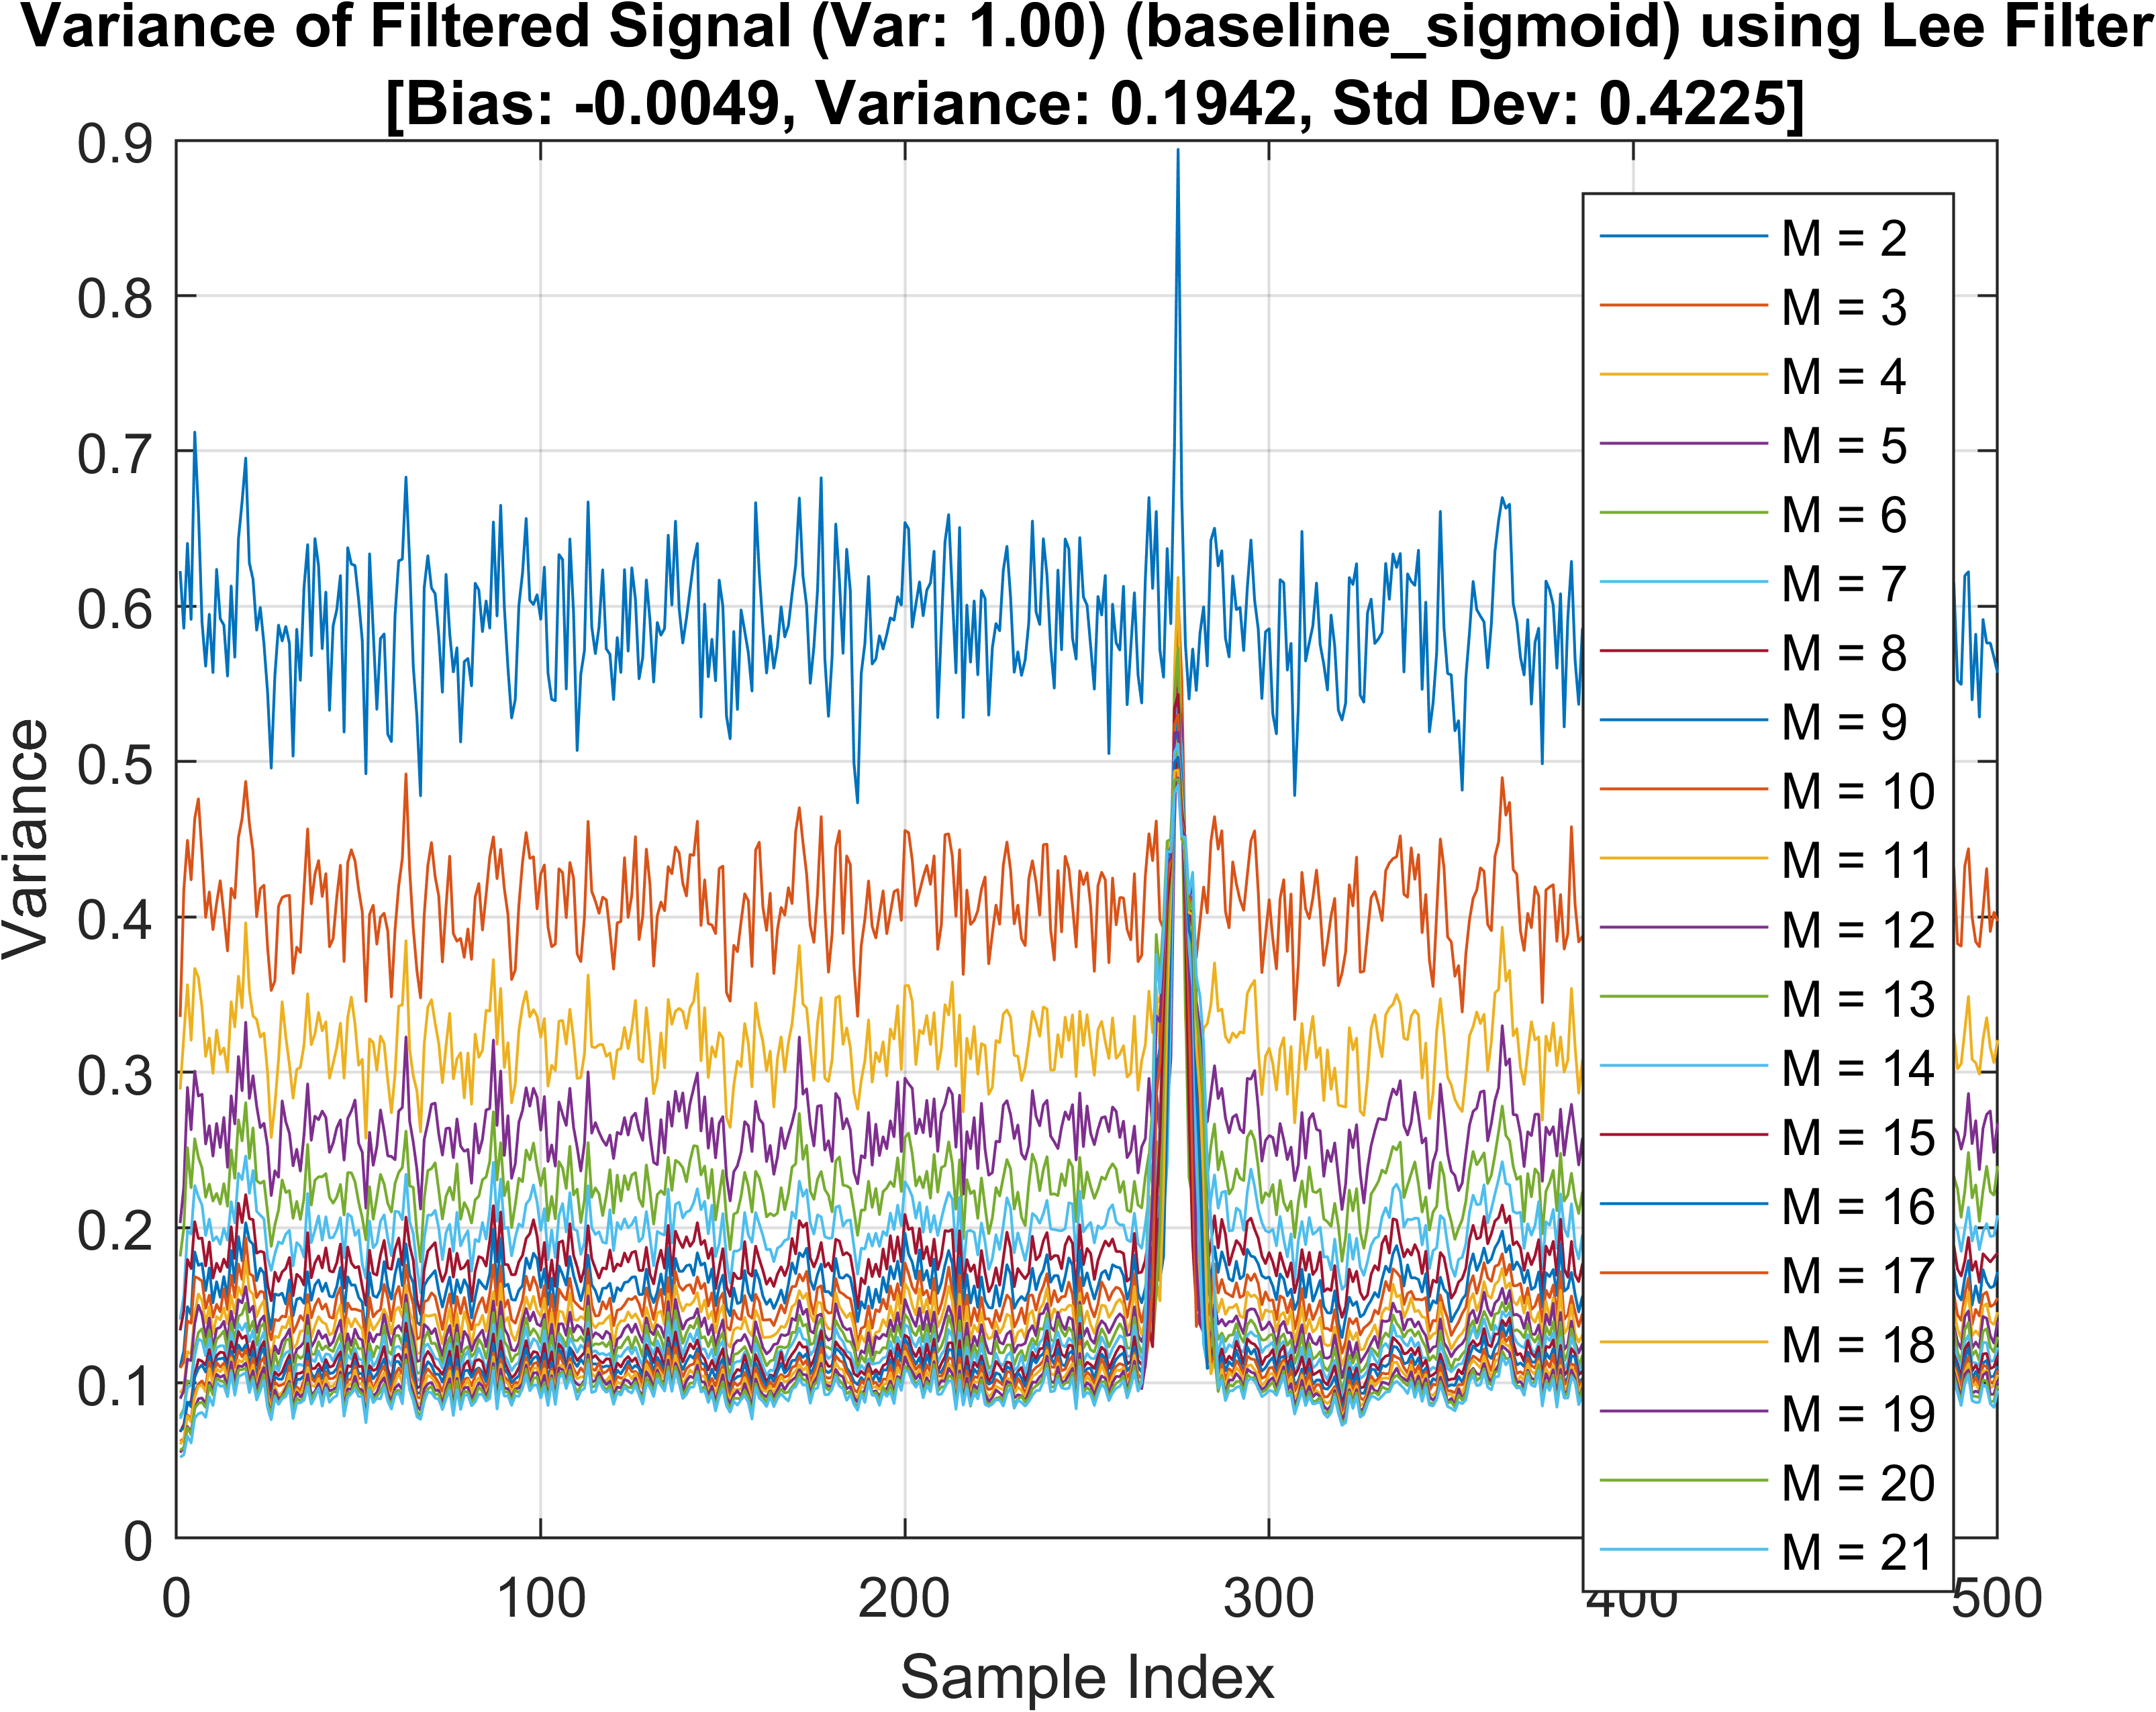 Variance of Filtered Signal (Var: 1.00) (baseline_sigmoid) using Lee Filter
[Bias: -0.0049, Variance: 0.1942, Std Dev: 0.4225]
0.9
0.8
0.7
0.6
0.5
0.4
0.3
0.2
0.1
0
Variance
M = 2
M = 3
M = 4
M = 5
M = 6
M = 7
M = 8
M = 9
M = 10
M = 11
M = 12
M = 13
M = 14
M = 15
M = 16
M = 17
M = 18
M = 19
M = 20
M = 21
0 100 200 300 400 500
Sample Index